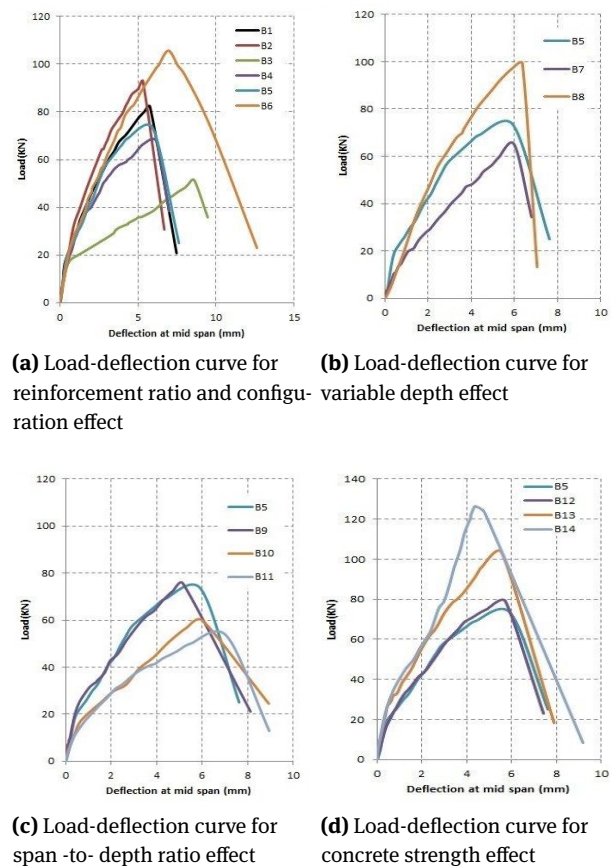 120
100
80
60
40
20
0
Load(KN)
0 5 10 15
Deflection at mid span (mm)
B1
B2
B3
B4
B5
B6
(a) Load-deflection curve for
reinforcement ratio and configu-
ration effect
120
100
80
60
40
20
0
Load(KN)
0 2 4 6 8 10
Deflection at mid span (mm)
B5
B7
B8
(b) Load-deflection curve for
variable depth effect
120
100
80
60
40
20
0
Load(KN)
0 2 4 6 8 10
Deflection at mid span (mm)
B5
B9
B10
B11
(c) Load-deflection curve for
span -to- depth ratio effect
140
120
100
80
60
40
20
0
Load(KN)
0 2 4 6 8 10
Deflection at mid span (mm)
B5
B12
B13
B14
(d) Load-deflection curve for
concrete strength effect